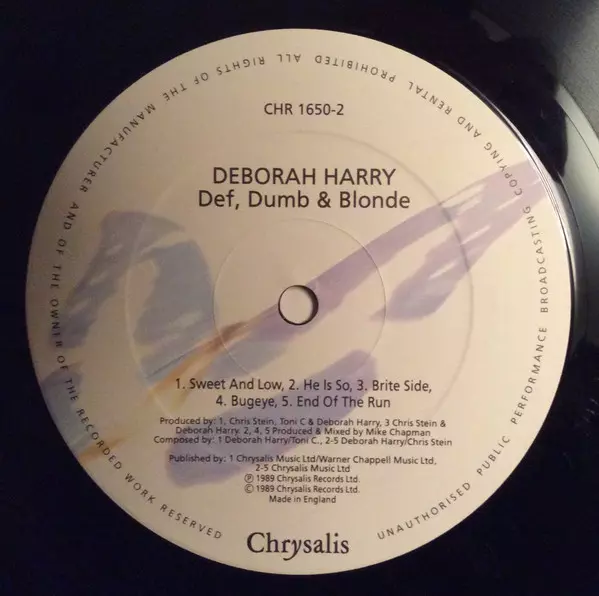 ALL RIGHTS OF THE MANUFACTURER AND OF THE OWNER OF THE RECORDED WORK RESERVED
UNAUTHORISED PUBLIC PERFORMANCE BROADCASTING COPYING AND RENTAL PROHIBITED
CHR 1650-2
DEBORAH HARRY
Def, Dumb & Blonde
1. Sweet And Low, 2. He Is So, 3. Brite Side,
4. Bugeye, 5. End Of The Run
Produced by: 1, Chris Stein, Toni C & Deborah Harry, 3 Chris Stein &
Deborah Harry. 2, 4, 5 Produced & Mixed by Mike Chapman
Composed by: 1 Deborah Harry/Toni C., 2-5 Deborah Harry/Chris Stein
Published by: 1 Chrysalis Music Ltd/Warner Chappell Music Ltd,
2-5 Chrysalis Music Ltd
℗ 1989 Chrysalis Records Ltd.
© 1989 Chrysalis Records Ltd.
Made in England
Chrysalis